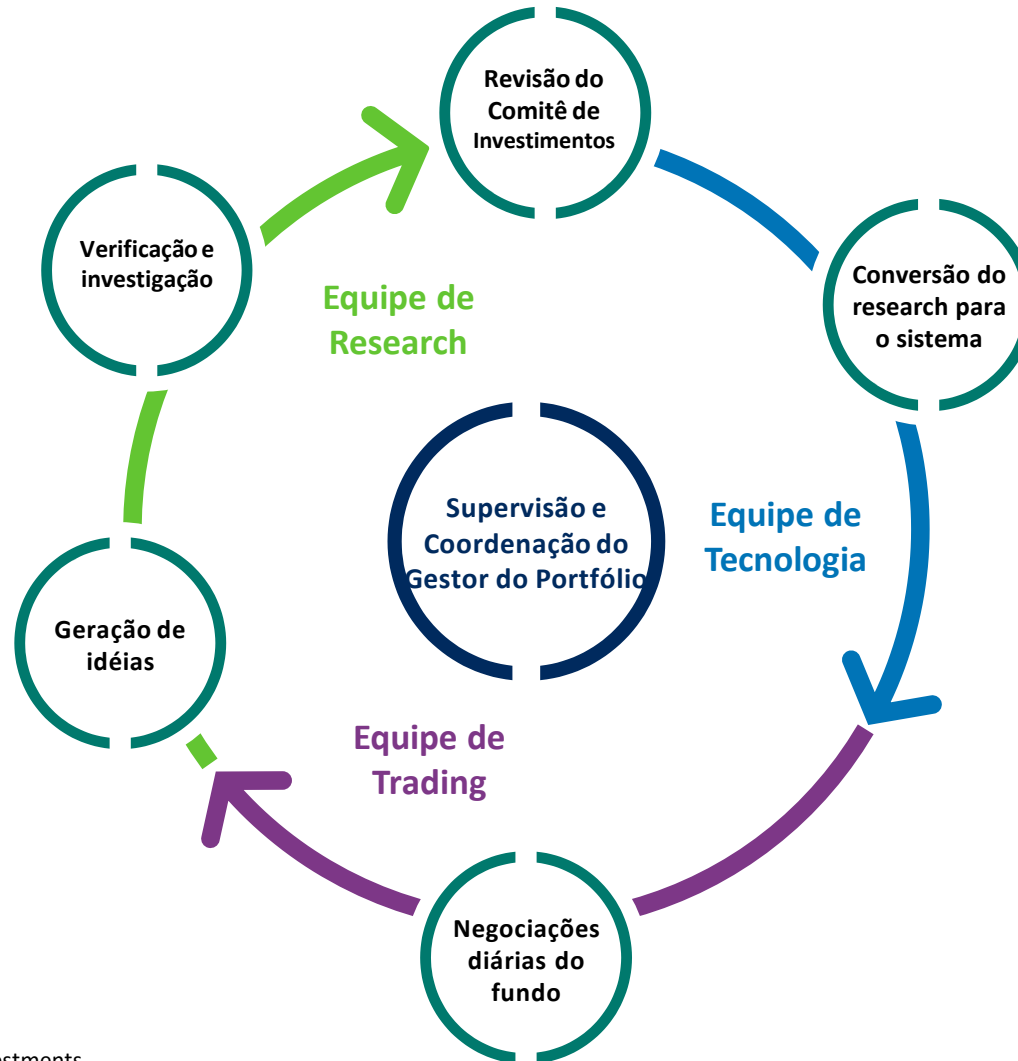 Revisão do
Comitê de
Investimentos
Verificação e
investigação
Conversão do
research para
o sistema
Equipe de
Research
Supervisão e
Coordenação do
Gestor do Portfólio
Equipe de
Tecnologia
Geração de
idéias
Equipe de
Trading
Negociações
diárias do
fundo